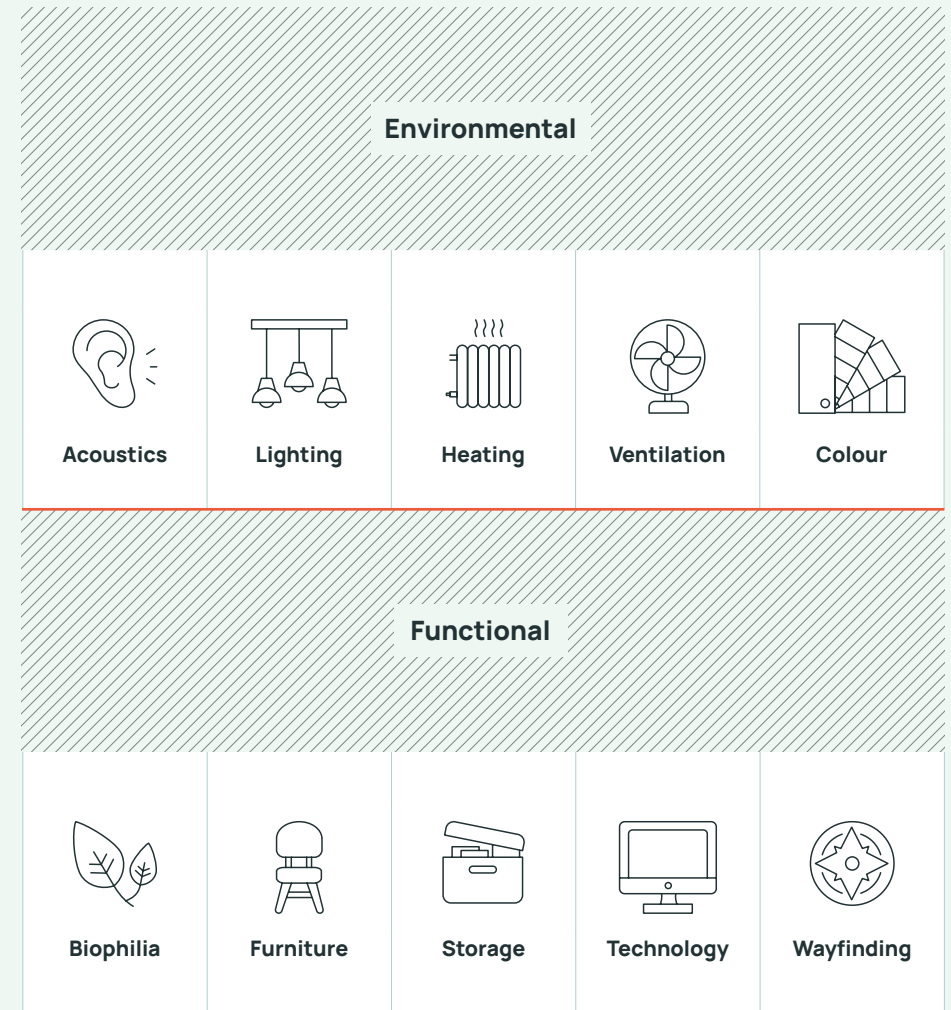 Environmental
Acoustics
Lighting
Heating
Ventilation
Colour
Functional
Biophilia
Furniture
Storage
Technology
Wayfinding